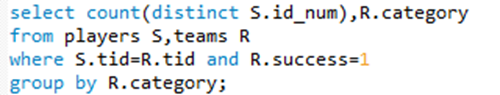 select count(distinct S.id_num),R.category
from players S,teams R
where S.tid=R.tid and R.success=1
group by R.category;